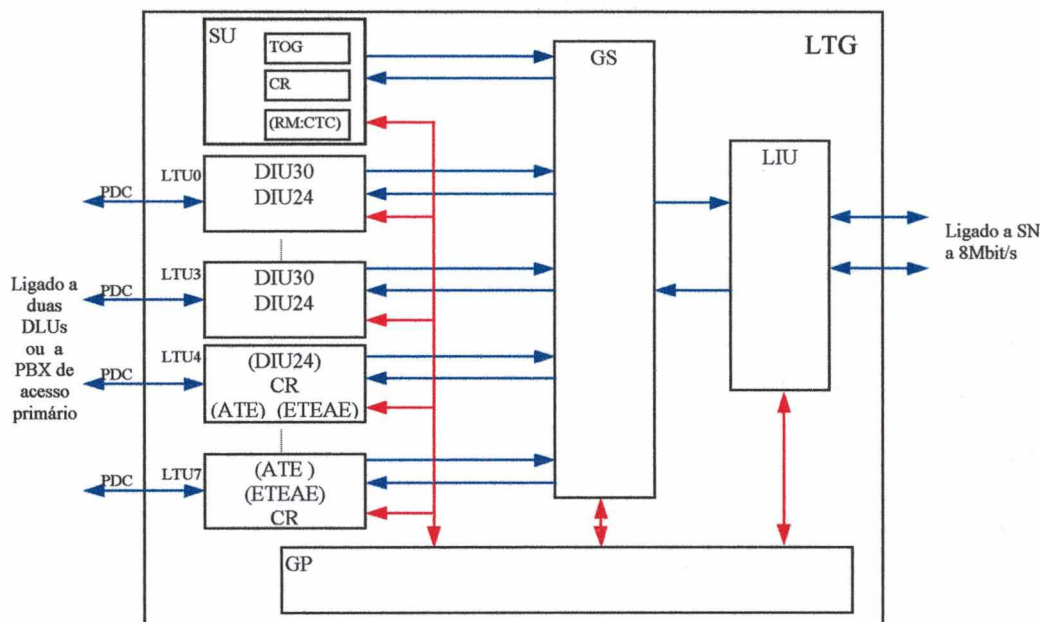 SU
LTG
TOG
CR
(RM:CTC)
GS
LIU
LTU0
DIU30
DIU24
PDC
Ligado a SN
a 8Mbit/s
LTU3
DIU30
DIU24
PDC
Ligado a
duas
DLUs
ou a
PBX de
acesso
primário
LTU4
(DIU24)
CR
(ATE) (ETEAE)
PDC
LTU7
(ATE )
(ETEAE)
CR
PDC
GP